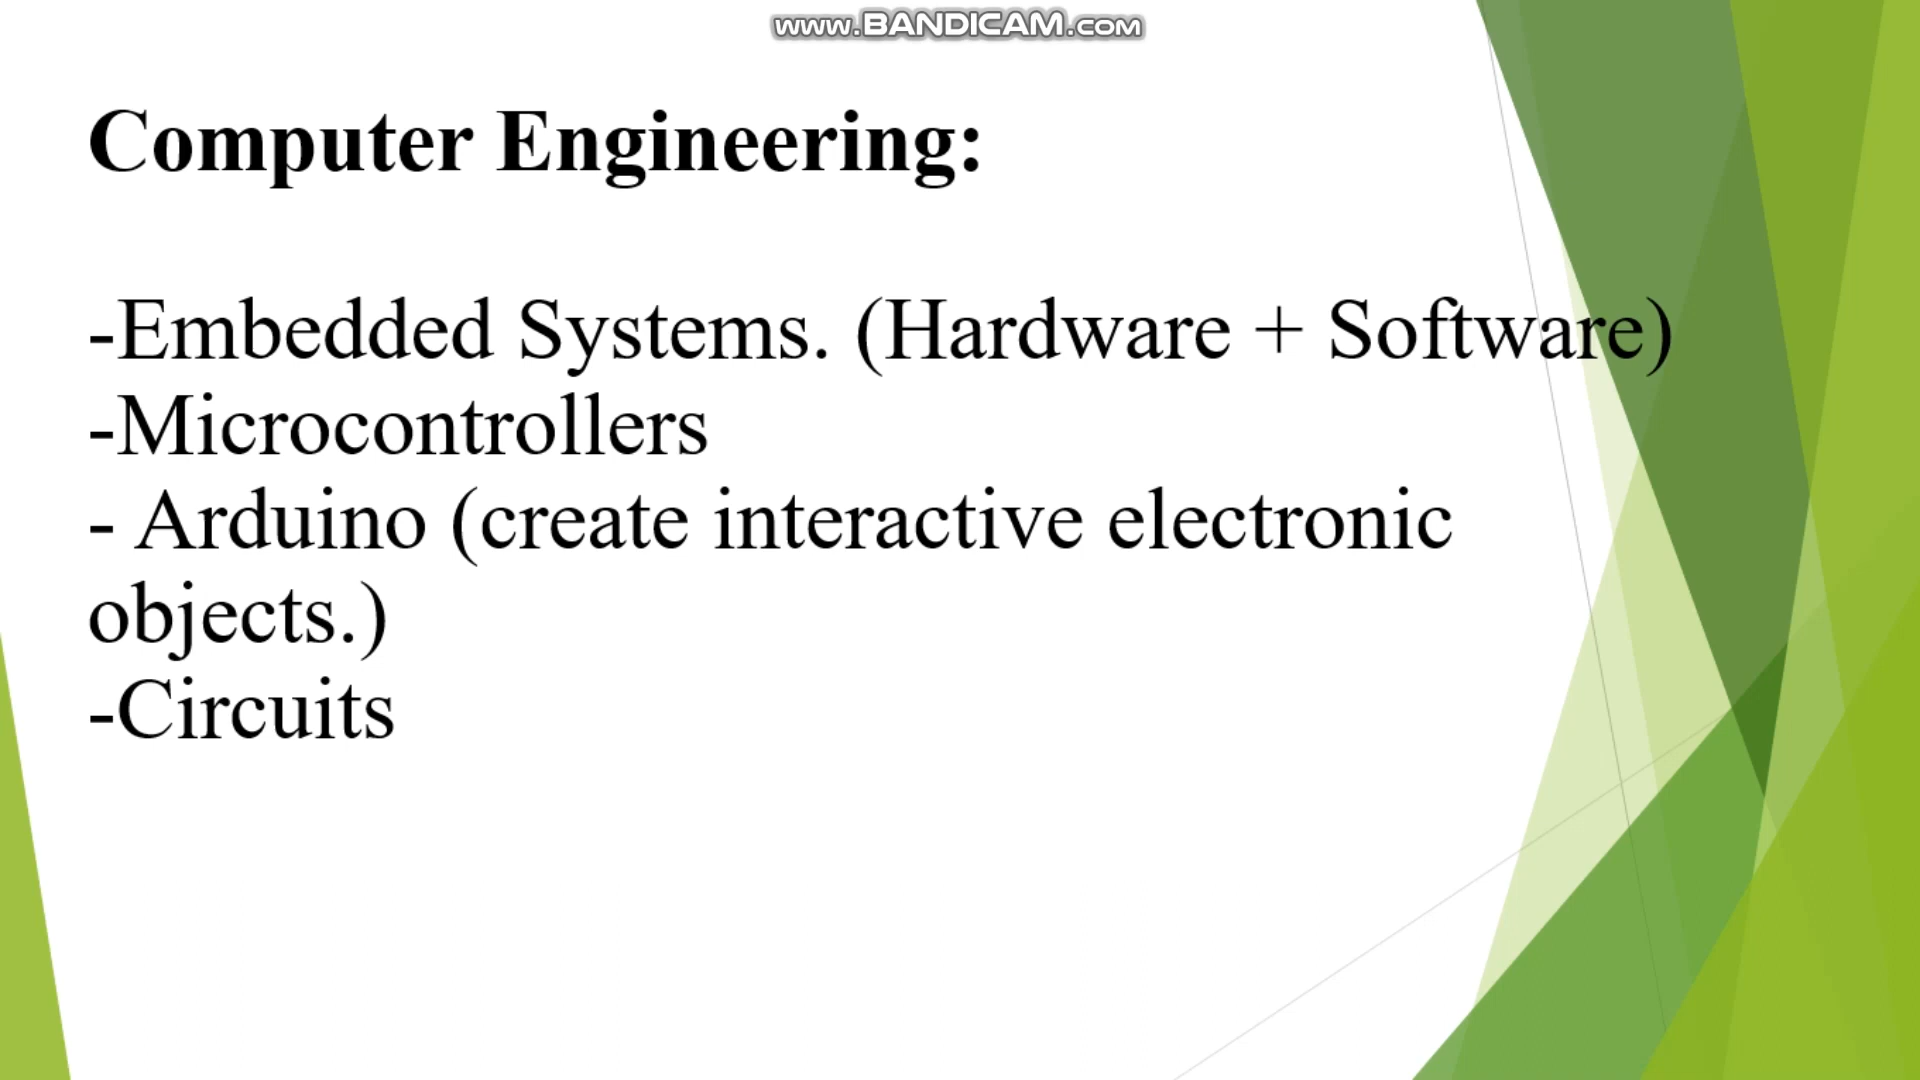 www.BANDICAM.com
Computer Engineering:
-Embedded Systems. (Hardware + Software)
-Microcontrollers
- Arduino (create interactive electronic
objects.)
-Circuits